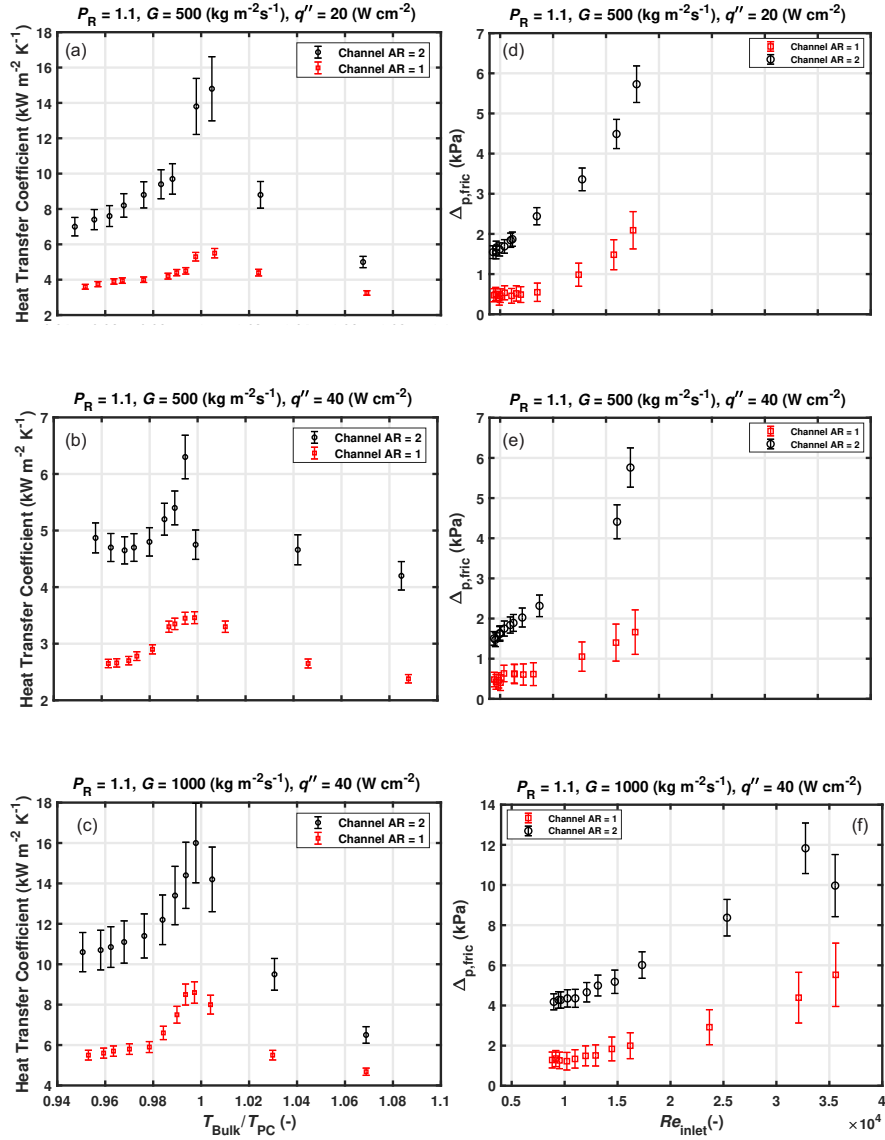 P_R = 1.1, G = 500 (kg m⁻²s⁻¹), q″ = 20 (W cm⁻²)
(a)
Channel AR = 2
Channel AR = 1
18
16
14
12
10
8
6
4
2
Heat Transfer Coefficient (kW m⁻² K⁻¹)
P_R = 1.1, G = 500 (kg m⁻²s⁻¹), q″ = 20 (W cm⁻²)
(d)
Channel AR = 1
Channel AR = 2
7
6
5
4
3
2
1
0
Δ_p,fric (kPa)
P_R = 1.1, G = 500 (kg m⁻²s⁻¹), q″ = 40 (W cm⁻²)
(b)
Channel AR = 2
Channel AR = 1
7
6
5
4
3
2
Heat Transfer Coefficient (kW m⁻² K⁻¹)
P_R = 1.1, G = 500 (kg m⁻²s⁻¹), q″ = 40 (W cm⁻²)
(e)
Channel AR = 1
Channel AR = 2
7
6
5
4
3
2
1
0
Δ_p,fric (kPa)
P_R = 1.1, G = 1000 (kg m⁻²s⁻¹), q″ = 40 (W cm⁻²)
(c)
Channel AR = 2
Channel AR = 1
18
16
14
12
10
8
6
4
Heat Transfer Coefficient (kW m⁻² K⁻¹)
0.94 0.96 0.98 1.00 1.02 1.04 1.06 1.08 1.1
T_Bulk/T_PC (-)
P_R = 1.1, G = 1000 (kg m⁻²s⁻¹), q″ = 40 (W cm⁻²)
(f)
Channel AR = 1
Channel AR = 2
14
12
10
8
6
4
2
0
Δ_p,fric (kPa)
0.5 1 1.5 2 2.5 3 3.5 4
Re_inlet(-)
×10⁴